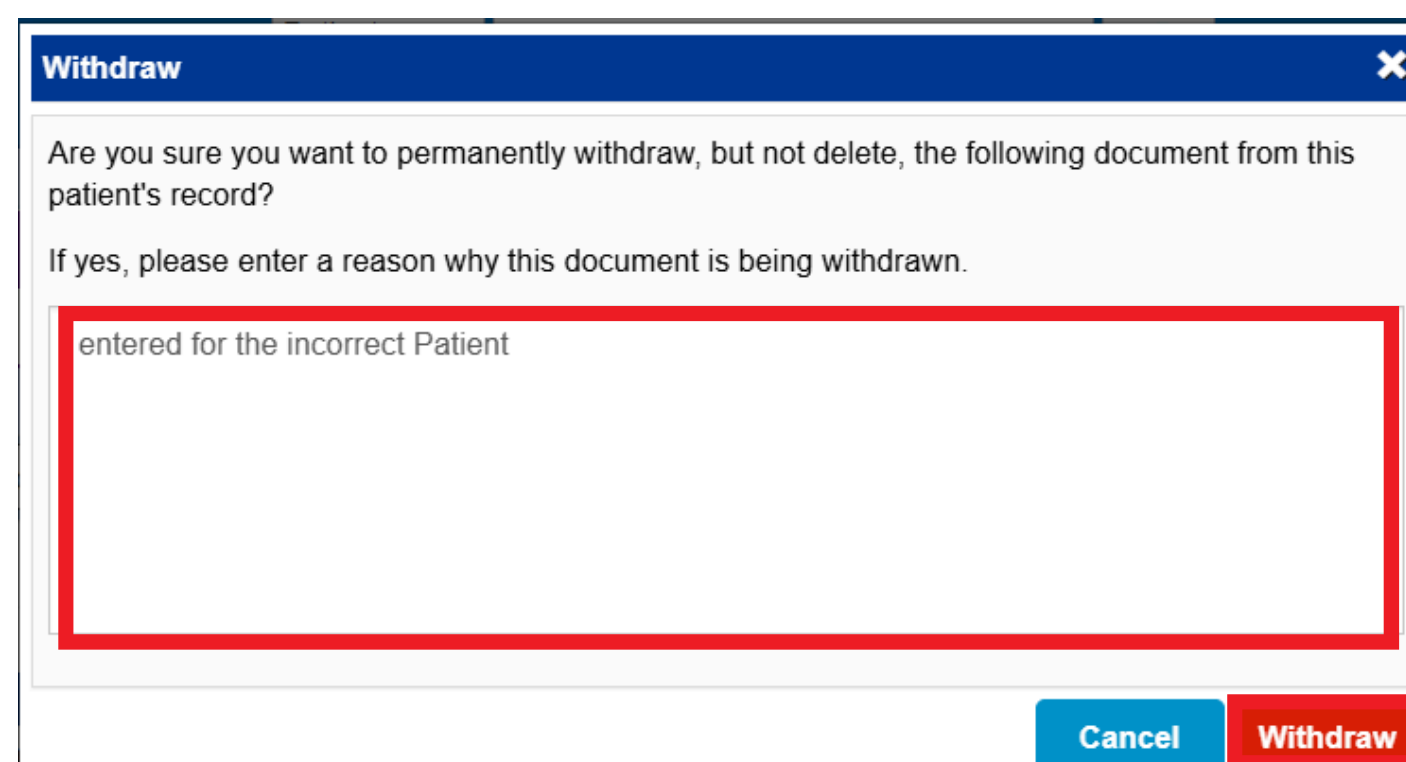 Withdraw
Are you sure you want to permanently withdraw, but not delete, the following document from this
patient's record?
If yes, please enter a reason why this document is being withdrawn.
entered for the incorrect Patient
Cancel Withdraw